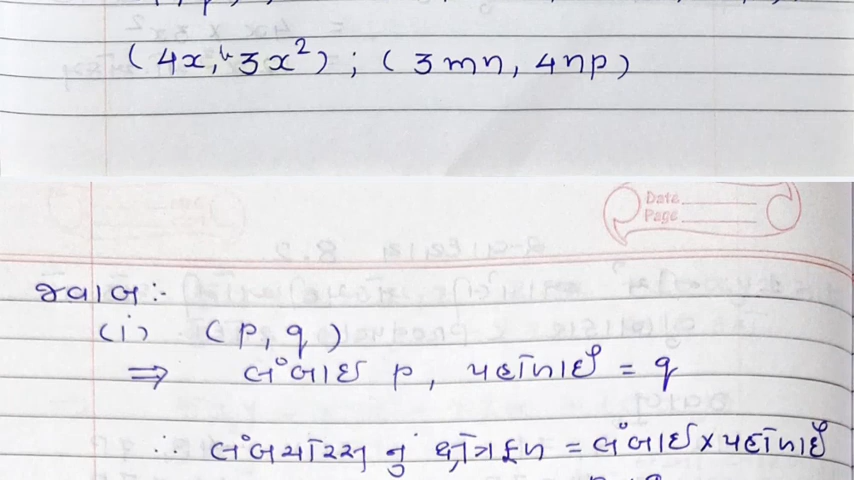 (4x, 3x²) ; (3mn, 4np)
Date
Page
જવાબ:-
(i) (p, q)
⇒ લંબાઈ p, પહોળાઈ = q
∴ લંબચોરસ નું ક્ષેત્રફળ = લંબાઈ × પહોળાઈ